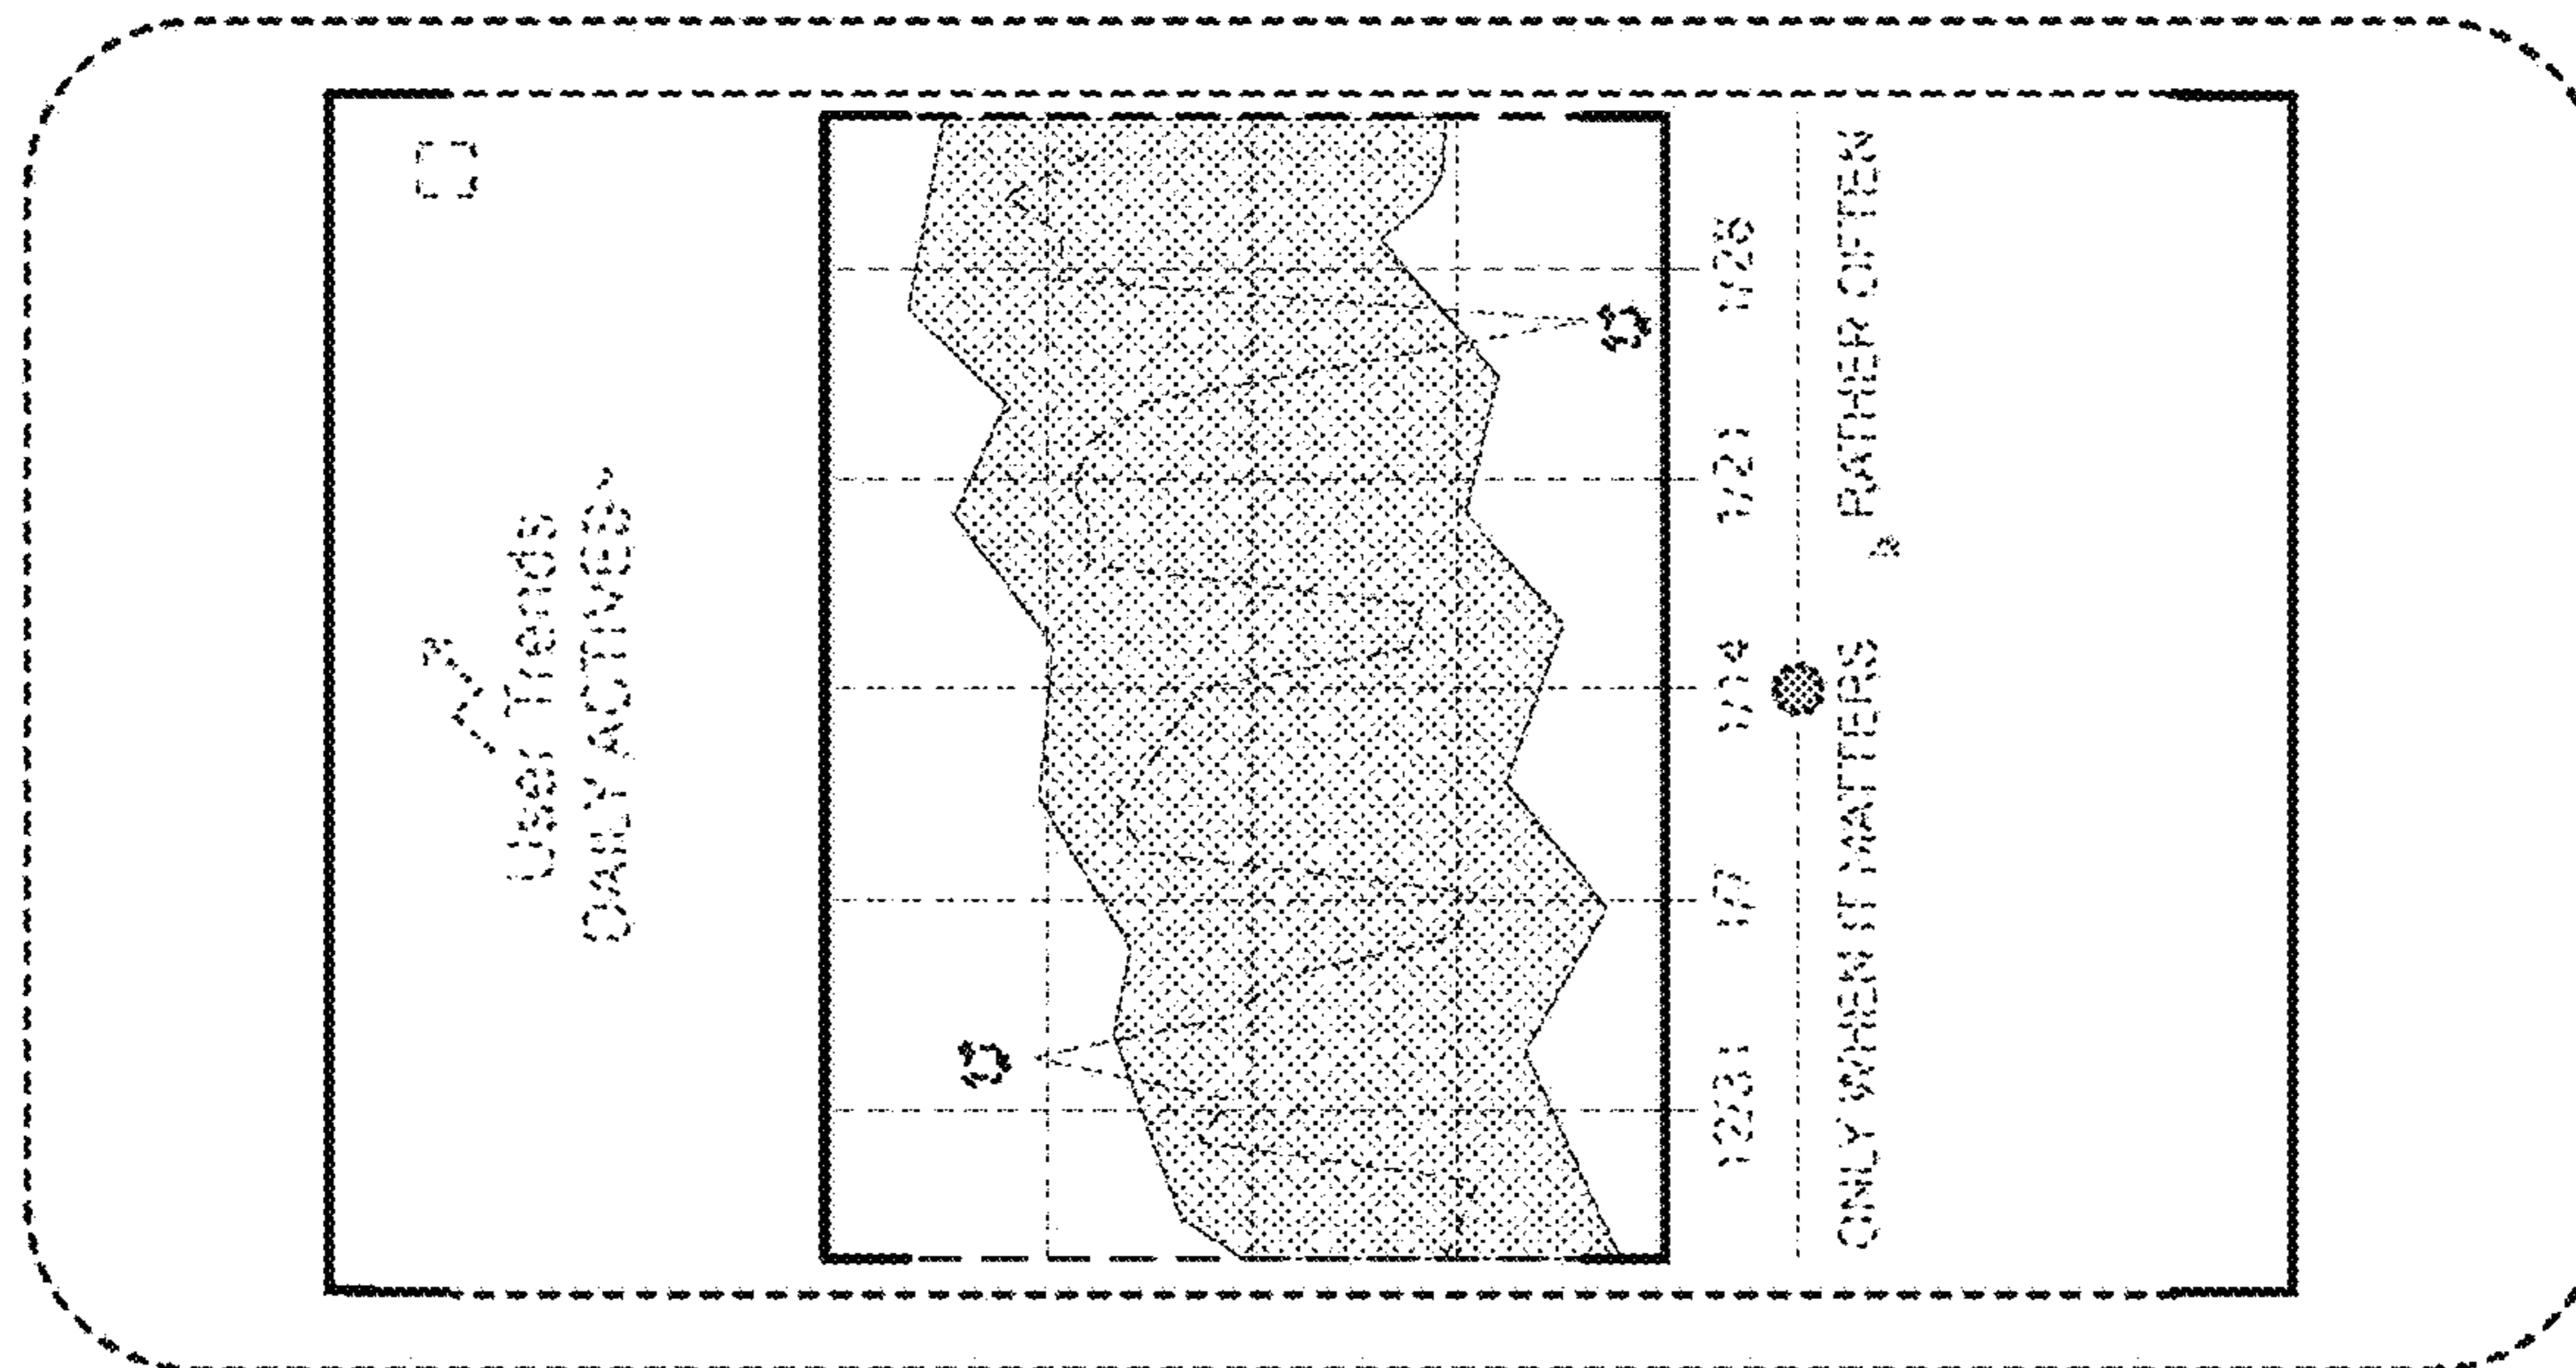 User Trends
DAILY ACTIVES
12/31 1/7 1/14 1/21 1/28
ONLY WHEN IT MATTERS RATHER OFTEN